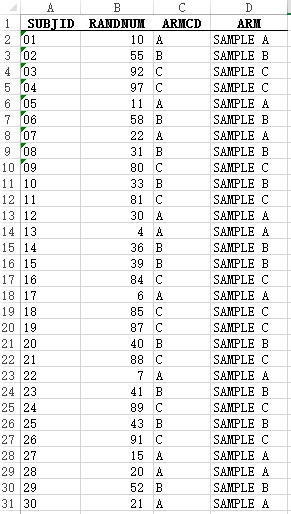 A B C D
1 SUBJID RANDNUM ARMCD ARM
2 01 10 A SAMPLE A
3 02 55 B SAMPLE B
4 03 92 C SAMPLE C
5 04 97 C SAMPLE C
6 05 11 A SAMPLE A
7 06 58 B SAMPLE B
8 07 22 A SAMPLE A
9 08 31 B SAMPLE B
10 09 80 C SAMPLE C
11 10 33 B SAMPLE B
12 11 81 C SAMPLE C
13 12 30 A SAMPLE A
14 13 4 A SAMPLE A
15 14 36 B SAMPLE B
16 15 39 B SAMPLE B
17 16 84 C SAMPLE C
18 17 6 A SAMPLE A
19 18 85 C SAMPLE C
20 19 87 C SAMPLE C
21 20 40 B SAMPLE B
22 21 88 C SAMPLE C
23 22 7 A SAMPLE A
24 23 41 B SAMPLE B
25 24 89 C SAMPLE C
26 25 43 B SAMPLE B
27 26 91 C SAMPLE C
28 27 15 A SAMPLE A
29 28 20 A SAMPLE A
30 29 52 B SAMPLE B
31 30 21 A SAMPLE A